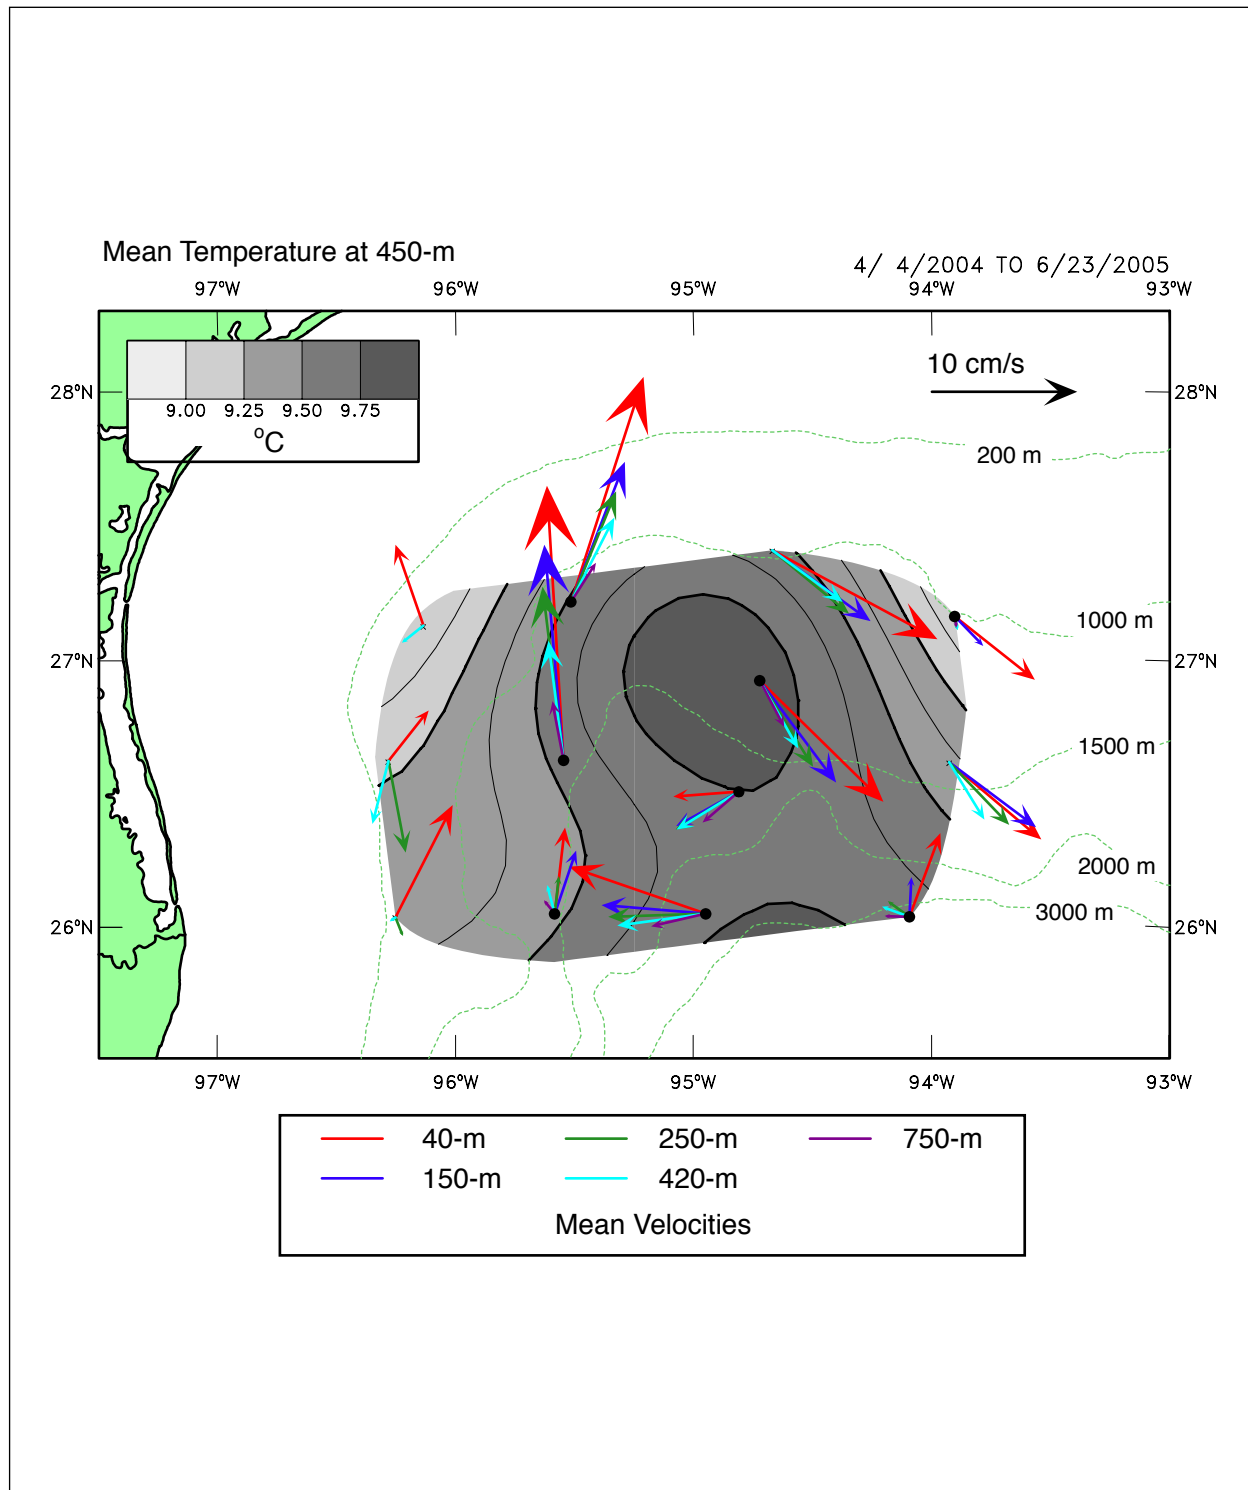 Mean Temperature at 450-m
4/ 4/2004 TO 6/23/2005
97°W 96°W 95°W 94°W 93°W
10 cm/s
28°N 28°N
9.00 9.25 9.50 9.75
°C
200 m
1000 m
27°N 27°N
1500 m
2000 m
3000 m
26°N 26°N
97°W 96°W 95°W 94°W 93°W
40-m 250-m 750-m
150-m 420-m
Mean Velocities